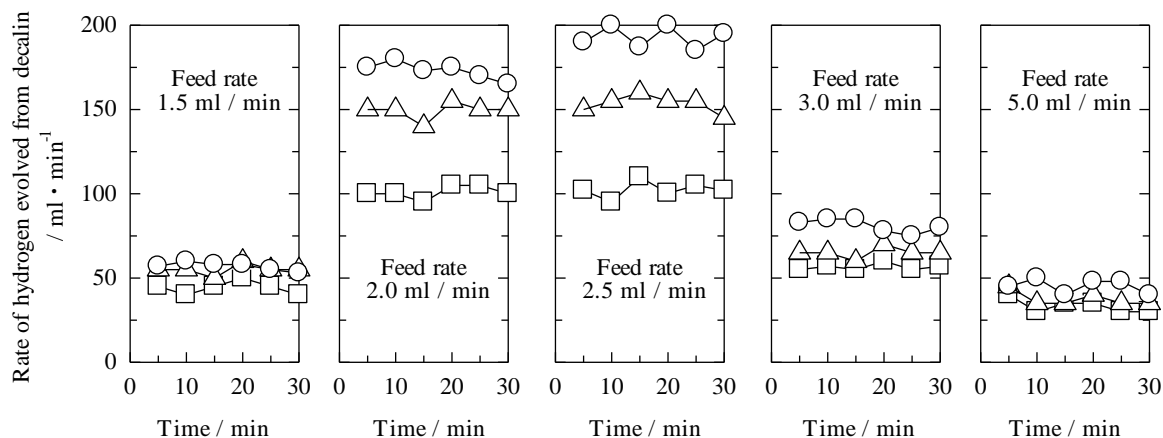 Rate of hydrogen evolved from decalin
/ ml・min⁻¹
200
150
100
50
0
Feed rate
1.5 ml / min
Feed rate
2.0 ml / min
Feed rate
2.5 ml / min
Feed rate
3.0 ml / min
Feed rate
5.0 ml / min
0 10 20 30
0 10 20 30
0 10 20 30
0 10 20 30
0 10 20 30
Time / min
Time / min
Time / min
Time / min
Time / min